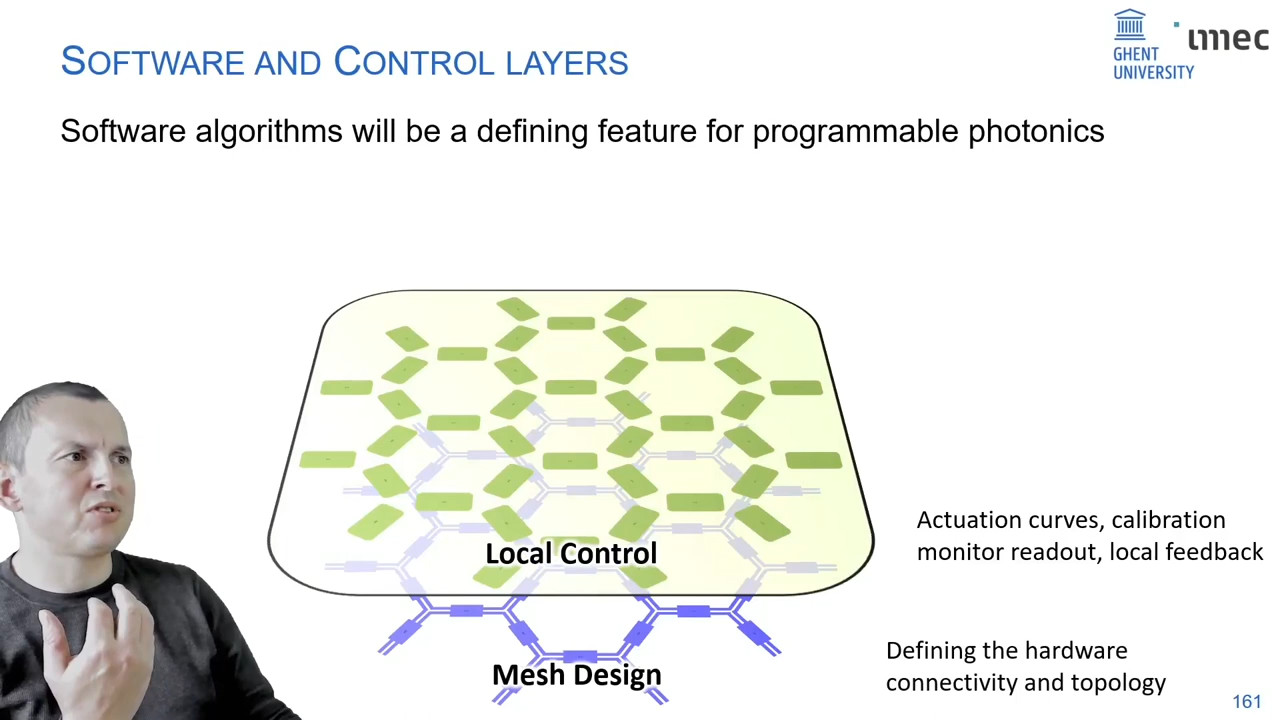 SOFTWARE AND CONTROL LAYERS
GHENT
UNIVERSITY
imec
Software algorithms will be a defining feature for programmable photonics
Local Control
Actuation curves, calibration
monitor readout, local feedback
Mesh Design
Defining the hardware
connectivity and topology
161